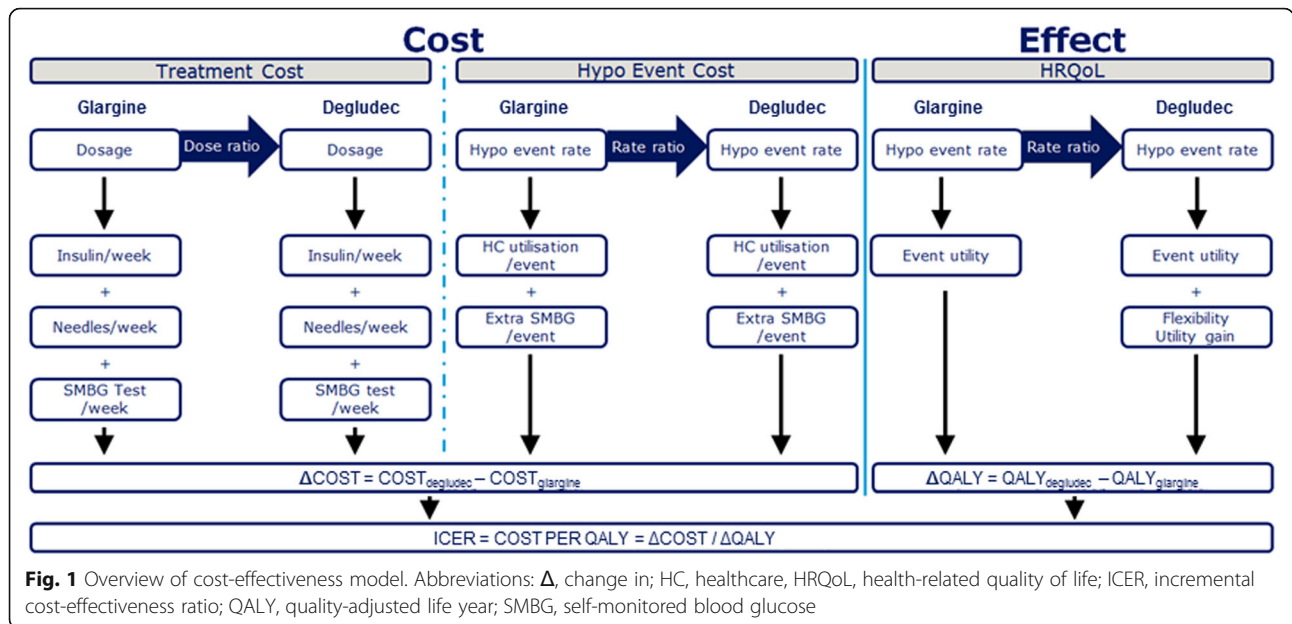 Cost
Effect
Treatment Cost
Hypo Event Cost
HRQoL
Glargine
Degludec
Glargine
Degludec
Glargine
Degludec
Dosage
Dose ratio
Dosage
Hypo event rate
Rate ratio
Hypo event rate
Hypo event rate
Rate ratio
Hypo event rate
Insulin/week
+
Needles/week
+
SMBG Test
/week
Insulin/week
+
Needles/week
+
SMBG test
/week
HC utilisation
/event
+
Extra SMBG
/event
HC utilisation
/event
+
Extra SMBG
/event
Event utility
Event utility
+
Flexibility
Utility gain
ΔCOST = COSTdegludec – COSTglargine
ΔQALY = QALYdegludec – QALYglargine
ICER = COST PER QALY = ΔCOST / ΔQALY
Fig. 1 Overview of cost-effectiveness model. Abbreviations: Δ, change in; HC, healthcare, HRQoL, health-related quality of life; ICER, incremental
cost-effectiveness ratio; QALY, quality-adjusted life year; SMBG, self-monitored blood glucose